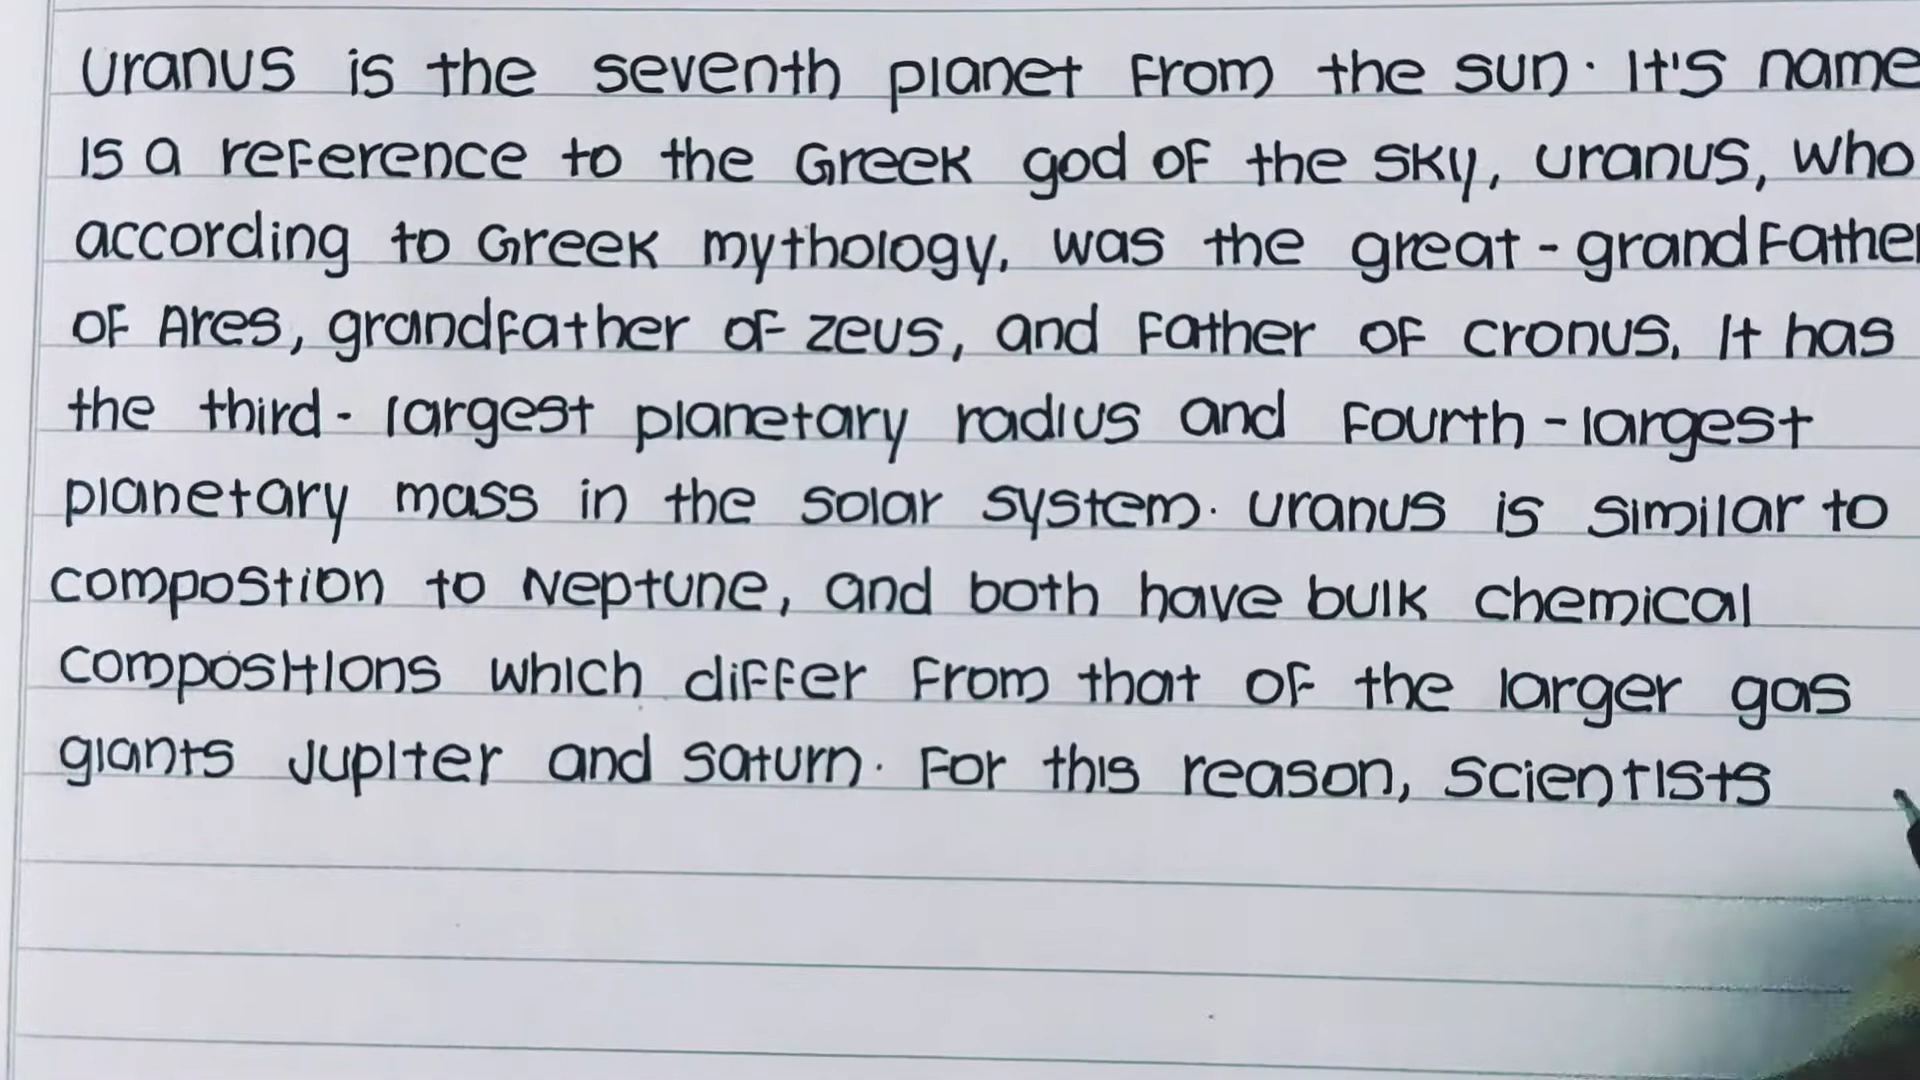 Uranus is the seventh planet from the sun. It's name
is a reference to the Greek god of the sky, Uranus, who
according to Greek mythology, was the great-grandfather
of Ares, grandfather of Zeus, and father of Cronus. It has
the third-largest planetary radius and fourth-largest
planetary mass in the solar system. Uranus is similar to
compostion to Neptune, and both have bulk chemical
compositions which differ from that of the larger gas
giants Jupiter and Saturn. For this reason, scientists